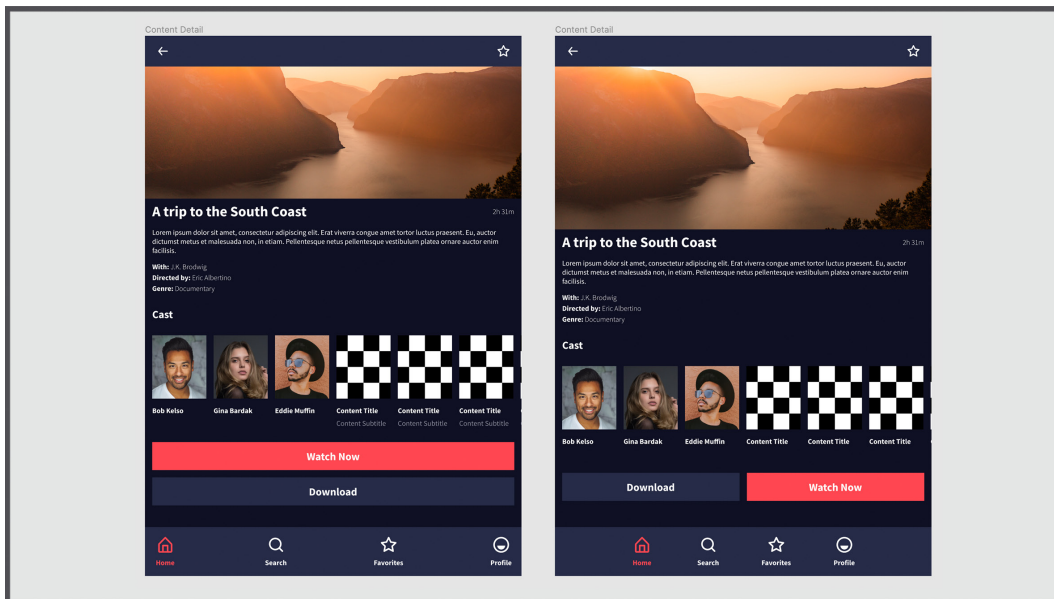 Content Detail
A trip to the South Coast
2h 31m
Lorem ipsum dolor sit amet, consectetur adipiscing elit. Erat viverra congue amet tortor luctus praesent. Eu, auctor
dictumst metus et malesuada non, in etiam. Pellentesque netus pellentesque vestibulum platea ornare auctor enim
facilisis.
With: J.K. Brodwig
Directed by: Eric Albertino
Genre: Documentary
Cast
Bob Kelso
Gina Bardak
Eddie Muffin
Content Title
Content Title
Content Title
Content Subtitle
Content Subtitle
Content Subtitle
Watch Now
Download
Home
Search
Favorites
Profile
Content Detail
A trip to the South Coast
2h 31m
Lorem ipsum dolor sit amet, consectetur adipiscing elit. Erat viverra congue amet tortor luctus praesent. Eu, auctor
dictumst metus et malesuada non, in etiam. Pellentesque netus pellentesque vestibulum platea ornare auctor enim
facilisis.
With: J.K. Brodwig
Directed by: Eric Albertino
Genre: Documentary
Cast
Bob Kelso
Gina Bardak
Eddie Muffin
Content Title
Content Title
Content Title
Download
Watch Now
Home
Search
Favorites
Profile